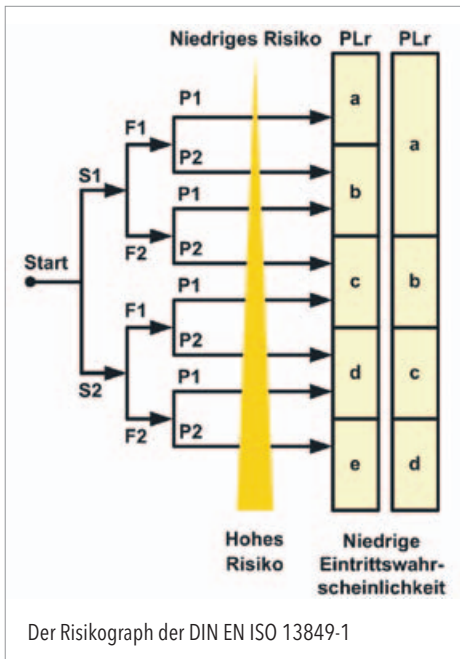 Niedriges Risiko PLr PLr
P1
a
F1
a
P2
S1
b
P1
F2
P2
Start
c b
P1
F1
P2
d c
S2
P1
F2
P2
e d
Hohes
Risiko
Niedrige
Eintrittswahr-
scheinlichkeit
Der Risikograph der DIN EN ISO 13849-1